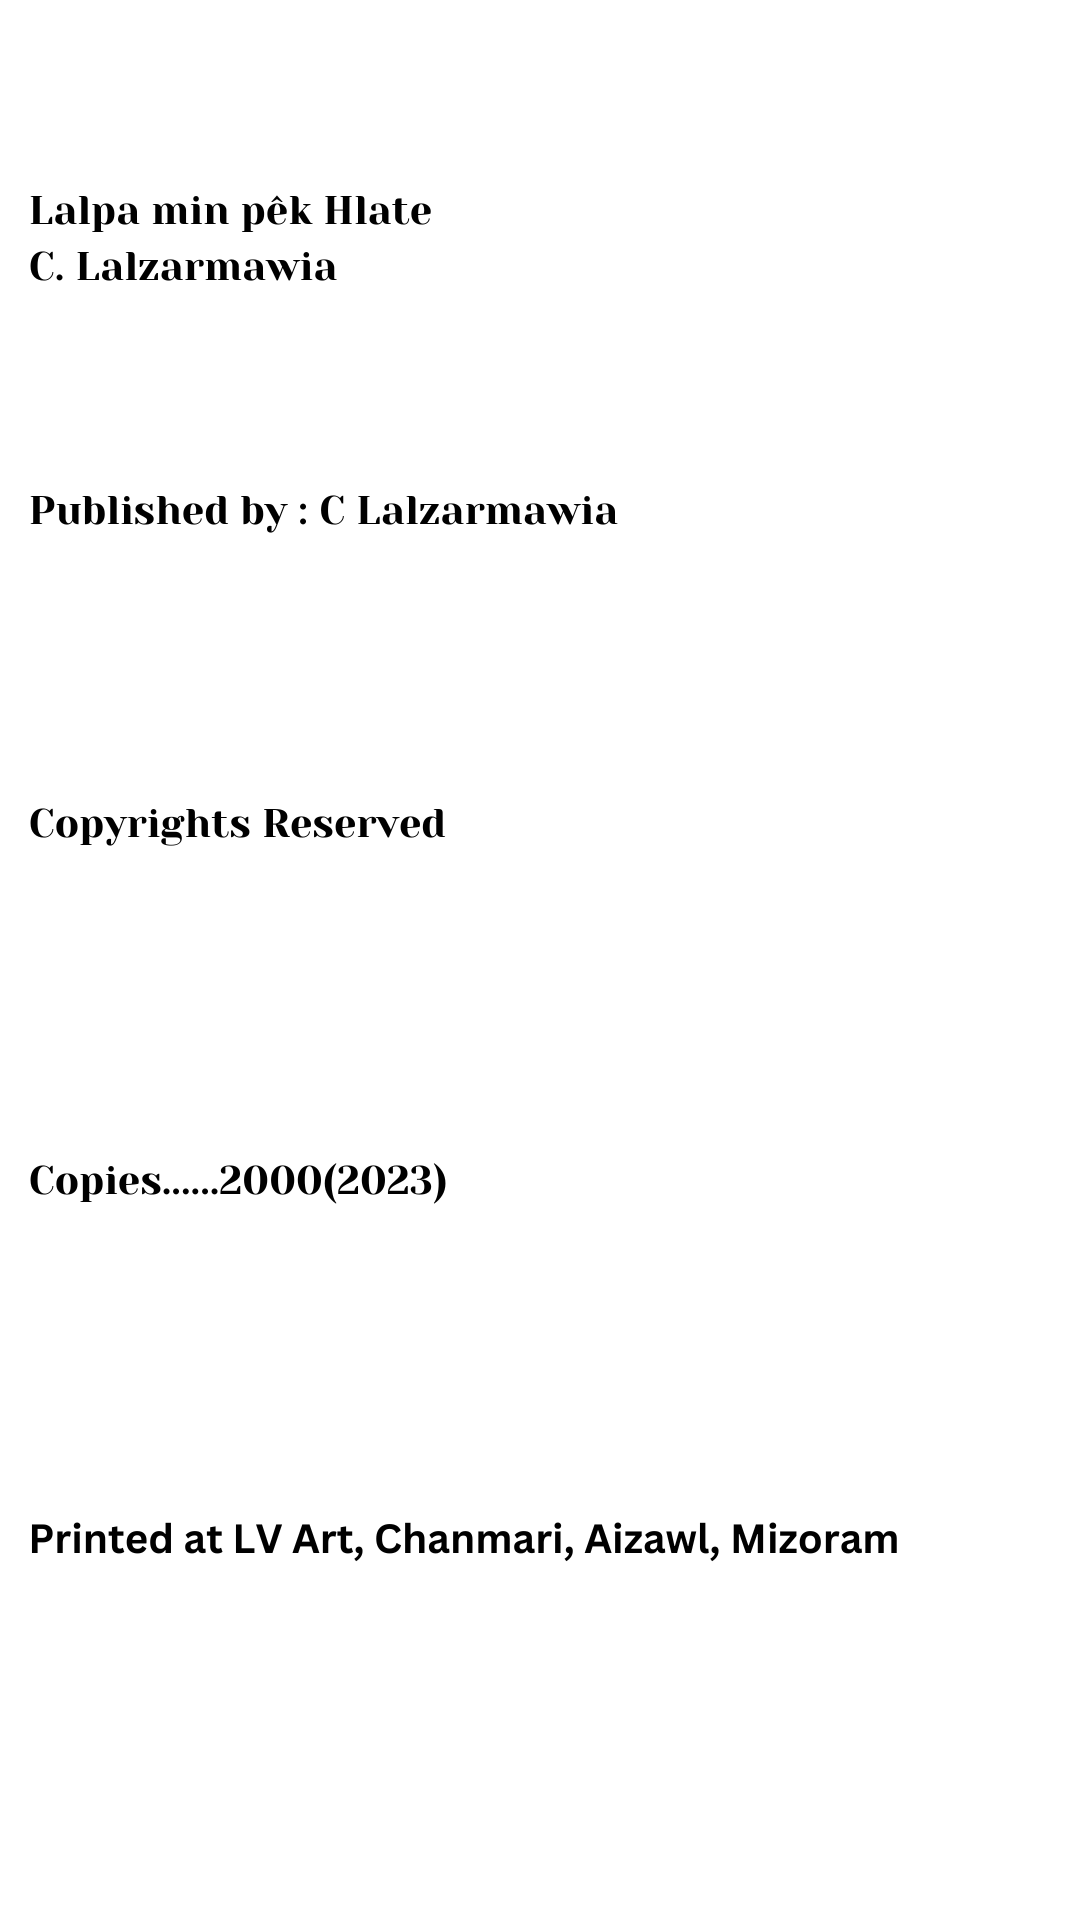 Lalpa min pêk Hlate
C. Lalzarmawia
Published by : C Lalzarmawia
Copyrights Reserved
Copies......2000(2023)
Printed at LV Art, Chanmari, Aizawl, Mizoram